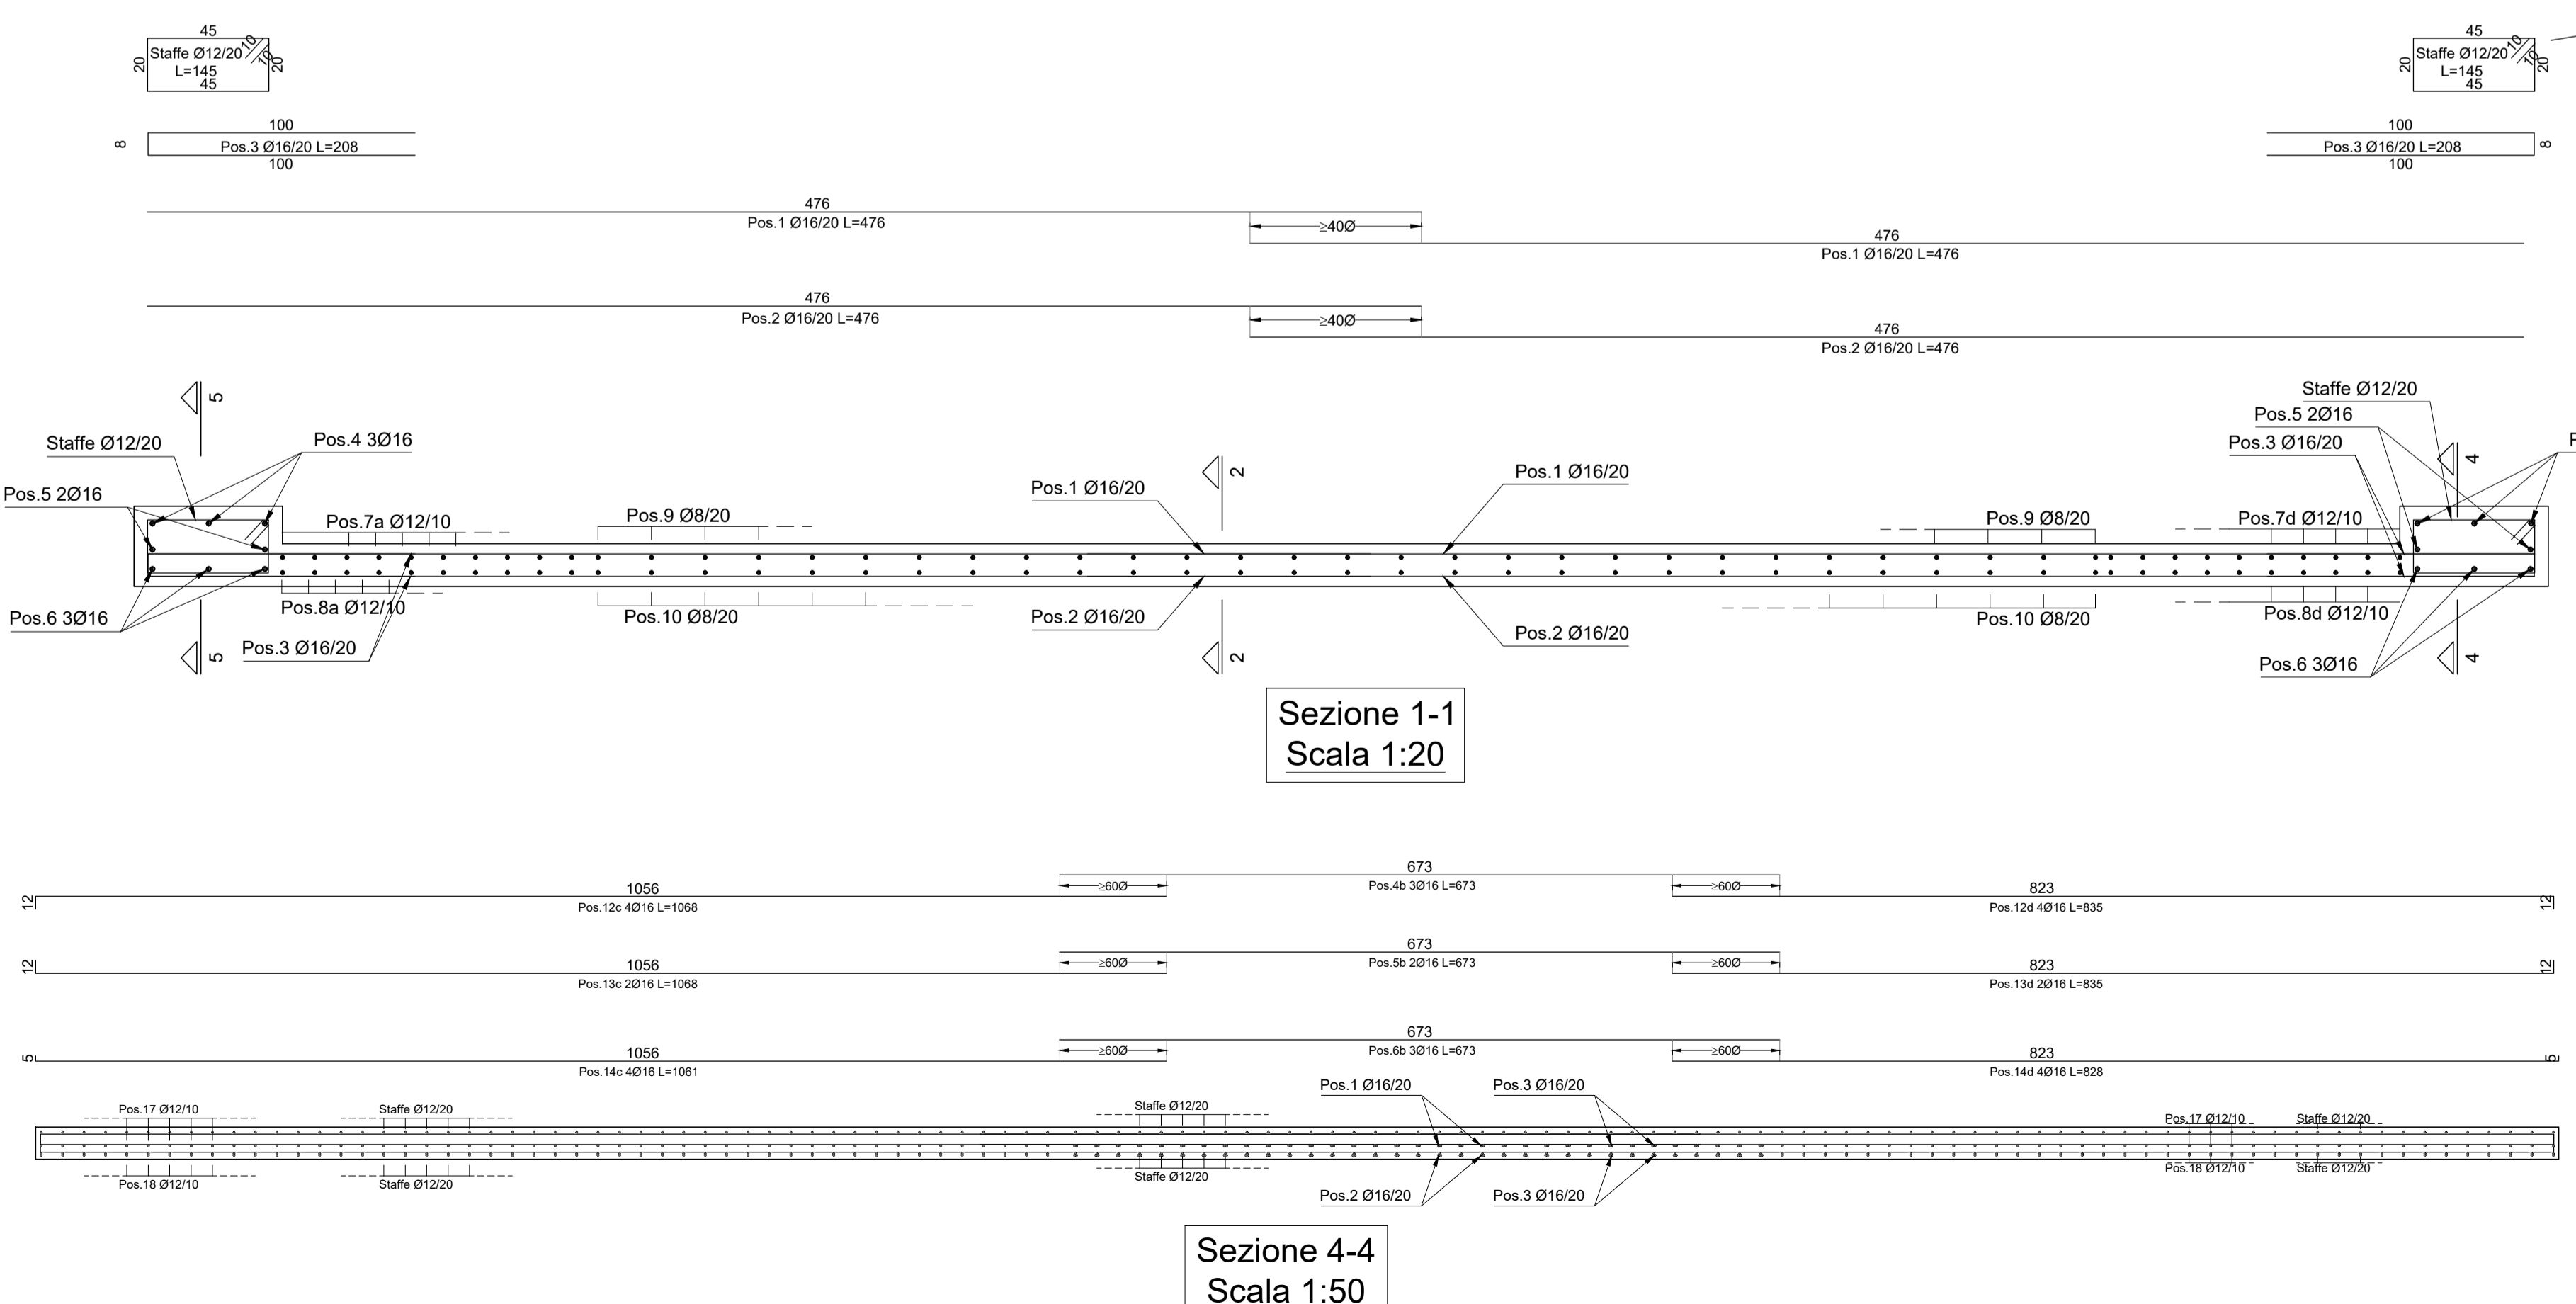 45
Staffe Ø12/20
10
10
20
20
L=145
45
45
Staffe Ø12/20
10
10
20
20
L=145
45
100
8
Pos.3 Ø16/20 L=208
100
100
Pos.3 Ø16/20 L=208
8
100
476
Pos.1 Ø16/20 L=476
≥40Ø
476
Pos.1 Ø16/20 L=476
476
Pos.2 Ø16/20 L=476
≥40Ø
476
Pos.2 Ø16/20 L=476
5
Staffe Ø12/20
Pos.4 3Ø16
Pos.5 2Ø16
Pos.7a Ø12/10
Pos.9 Ø8/20
Pos.1 Ø16/20
2
Pos.1 Ø16/20
Pos.9 Ø8/20
Pos.7d Ø12/10
Staffe Ø12/20
Pos.5 2Ø16
Pos.3 Ø16/20
4
P
Pos.6 3Ø16
Pos.8a Ø12/10
Pos.3 Ø16/20
5
Pos.10 Ø8/20
Pos.2 Ø16/20
2
Pos.2 Ø16/20
Pos.10 Ø8/20
Pos.8d Ø12/10
Pos.6 3Ø16
4
Sezione 1-1
Scala 1:20
12
1056
Pos.12c 4Ø16 L=1068
≥60Ø
673
Pos.4b 3Ø16 L=673
≥60Ø
823
Pos.12d 4Ø16 L=835
12
12
1056
Pos.13c 2Ø16 L=1068
≥60Ø
673
Pos.5b 2Ø16 L=673
≥60Ø
823
Pos.13d 2Ø16 L=835
12
5
1056
Pos.14c 4Ø16 L=1061
≥60Ø
673
Pos.6b 3Ø16 L=673
≥60Ø
823
Pos.14d 4Ø16 L=828
5
Pos.1 Ø16/20
Pos.3 Ø16/20
Pos.17 Ø12/10
Staffe Ø12/20
Staffe Ø12/20
Pos.17 Ø12/10
Staffe Ø12/20
Pos.18 Ø12/10
Staffe Ø12/20
Staffe Ø12/20
Pos.18 Ø12/10
Staffe Ø12/20
Pos.2 Ø16/20
Pos.3 Ø16/20
Sezione 4-4
Scala 1:50